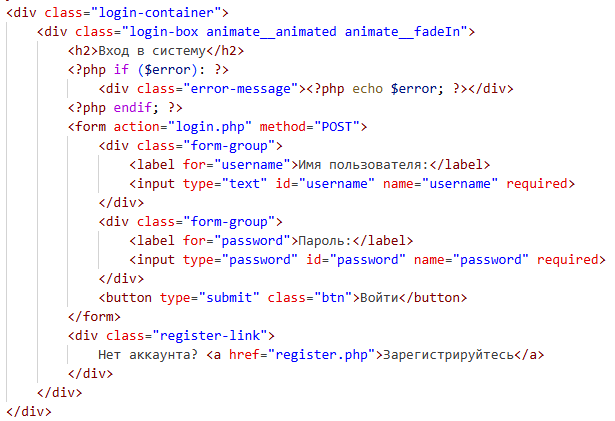 <div class="login-container">
    <div class="login-box animate__animated animate__fadeIn">
        <h2>Вход в систему</h2>
        <?php if ($error): ?>
            <div class="error-message"><?php echo $error; ?></div>
        <?php endif; ?>
        <form action="login.php" method="POST">
            <div class="form-group">
                <label for="username">Имя пользователя:</label>
                <input type="text" id="username" name="username" required>
            </div>
            <div class="form-group">
                <label for="password">Пароль:</label>
                <input type="password" id="password" name="password" required>
            </div>
            <button type="submit" class="btn">Войти</button>
        </form>
        <div class="register-link">
            Нет аккаунта? <a href="register.php">Зарегистрируйтесь</a>
        </div>
    </div>
</div>